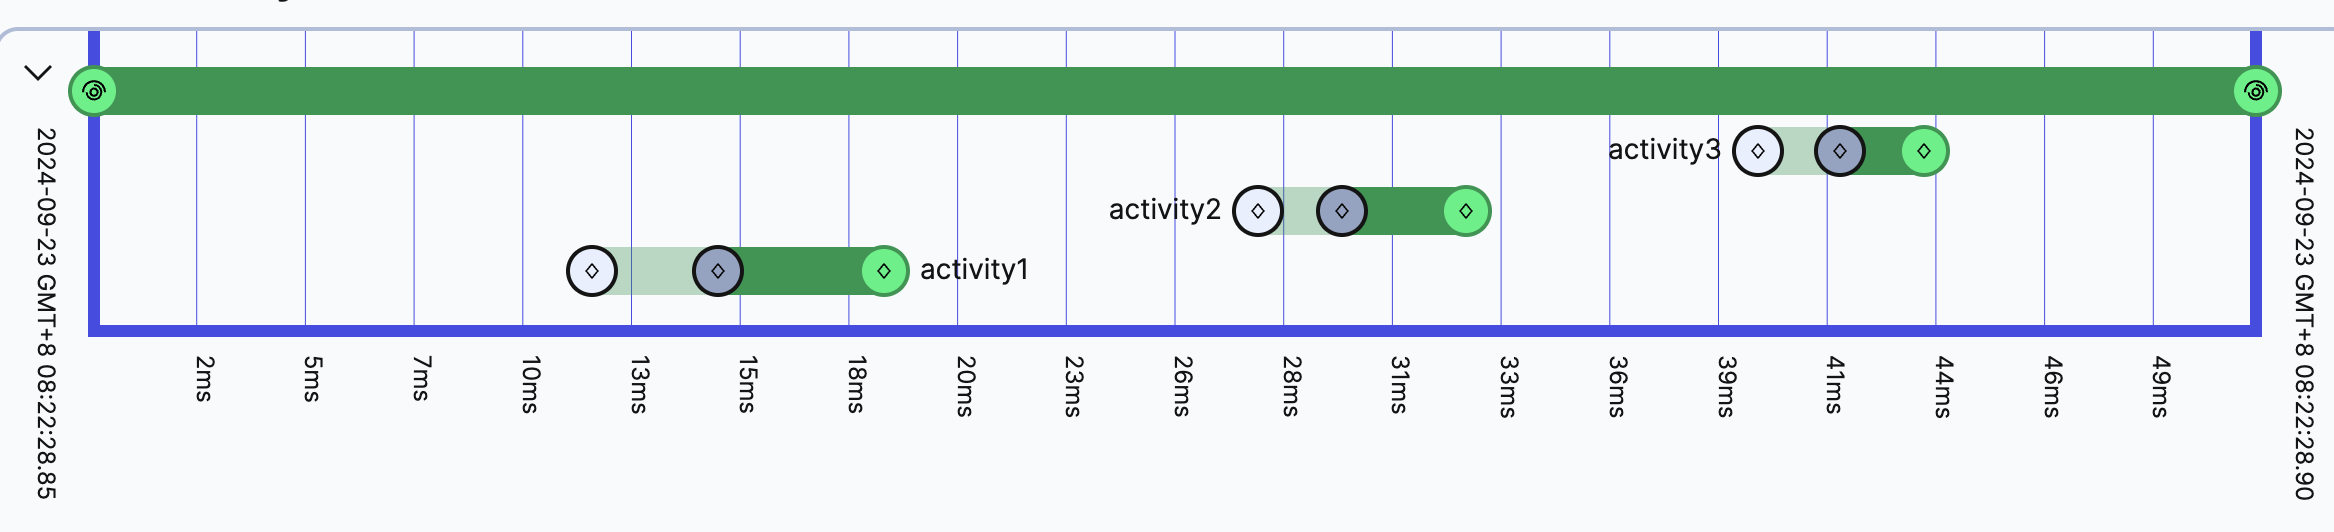 activity3
activity2
activity1
2024-09-23 GMT+8 08:22:28.85
2ms
5ms
7ms
10ms
13ms
15ms
18ms
20ms
23ms
26ms
28ms
31ms
33ms
36ms
39ms
41ms
44ms
46ms
49ms
2024-09-23 GMT+8 08:22:28.90